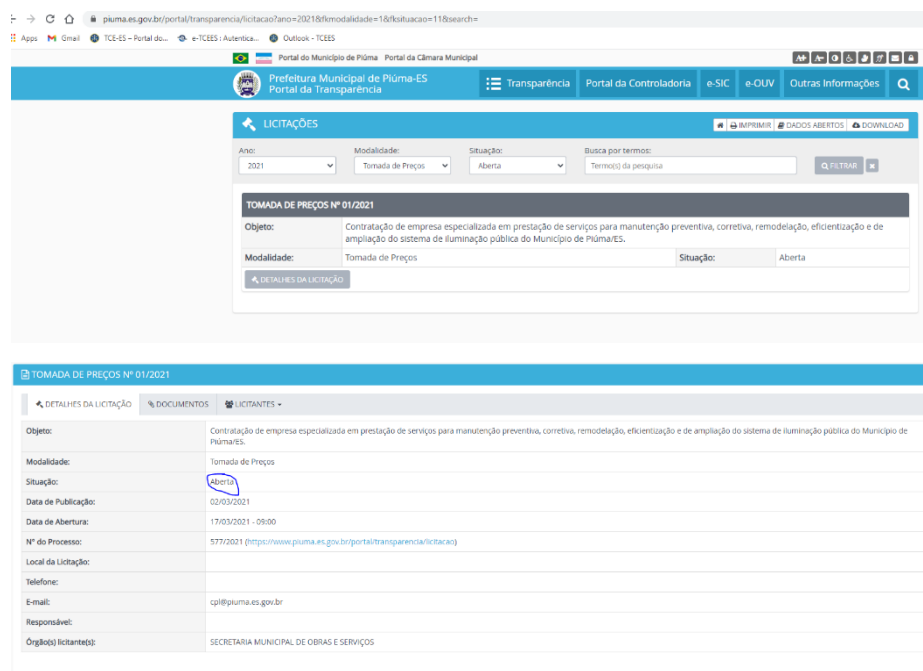 piuma.es.gov.br/portal/transparencia/licitacao?ano=2021&fkmodalidade=1&fksituacao=11&search=
Apps Gmail TCE-ES – Portal do... e-TCEES : Autentica... Outlook - TCEES
Portal do Município de Piúma Portal da Câmara Municipal A+ A-
Prefeitura Municipal de Piúma-ES
Portal da Transparência
Transparência Portal da Controladoria e-SIC e-OUV Outras Informações
LICITAÇÕES IMPRIMIR DADOS ABERTOS DOWNLOAD
Ano: Modalidade: Situação: Busca por termos:
2021 Tomada de Preços Aberta Termo(s) da pesquisa FILTRAR
TOMADA DE PREÇOS Nº 01/2021
Objeto: Contratação de empresa especializada em prestação de serviços para manutenção preventiva, corretiva, remodelação, eficientização e de
ampliação do sistema de iluminação pública do Município de Piúma/ES.
Modalidade: Tomada de Preços Situação: Aberta
DETALHES DA LICITAÇÃO
TOMADA DE PREÇOS Nº 01/2021
DETALHES DA LICITAÇÃO DOCUMENTOS LICITANTES
Objeto: Contratação de empresa especializada em prestação de serviços para manutenção preventiva, corretiva, remodelação, eficientização e de ampliação do sistema de iluminação pública do Município de
Piúma/ES.
Modalidade: Tomada de Preços
Situação: Aberta
Data de Publicação: 02/03/2021
Data de Abertura: 17/03/2021 - 09:00
Nº do Processo: 577/2021 (https://www.piuma.es.gov.br/portal/transparencia/licitacao)
Local da Licitação:
Telefone:
E-mail: cpl@piuma.es.gov.br
Responsável:
Órgão(s) licitante(s): SECRETARIA MUNICIPAL DE OBRAS E SERVIÇOS